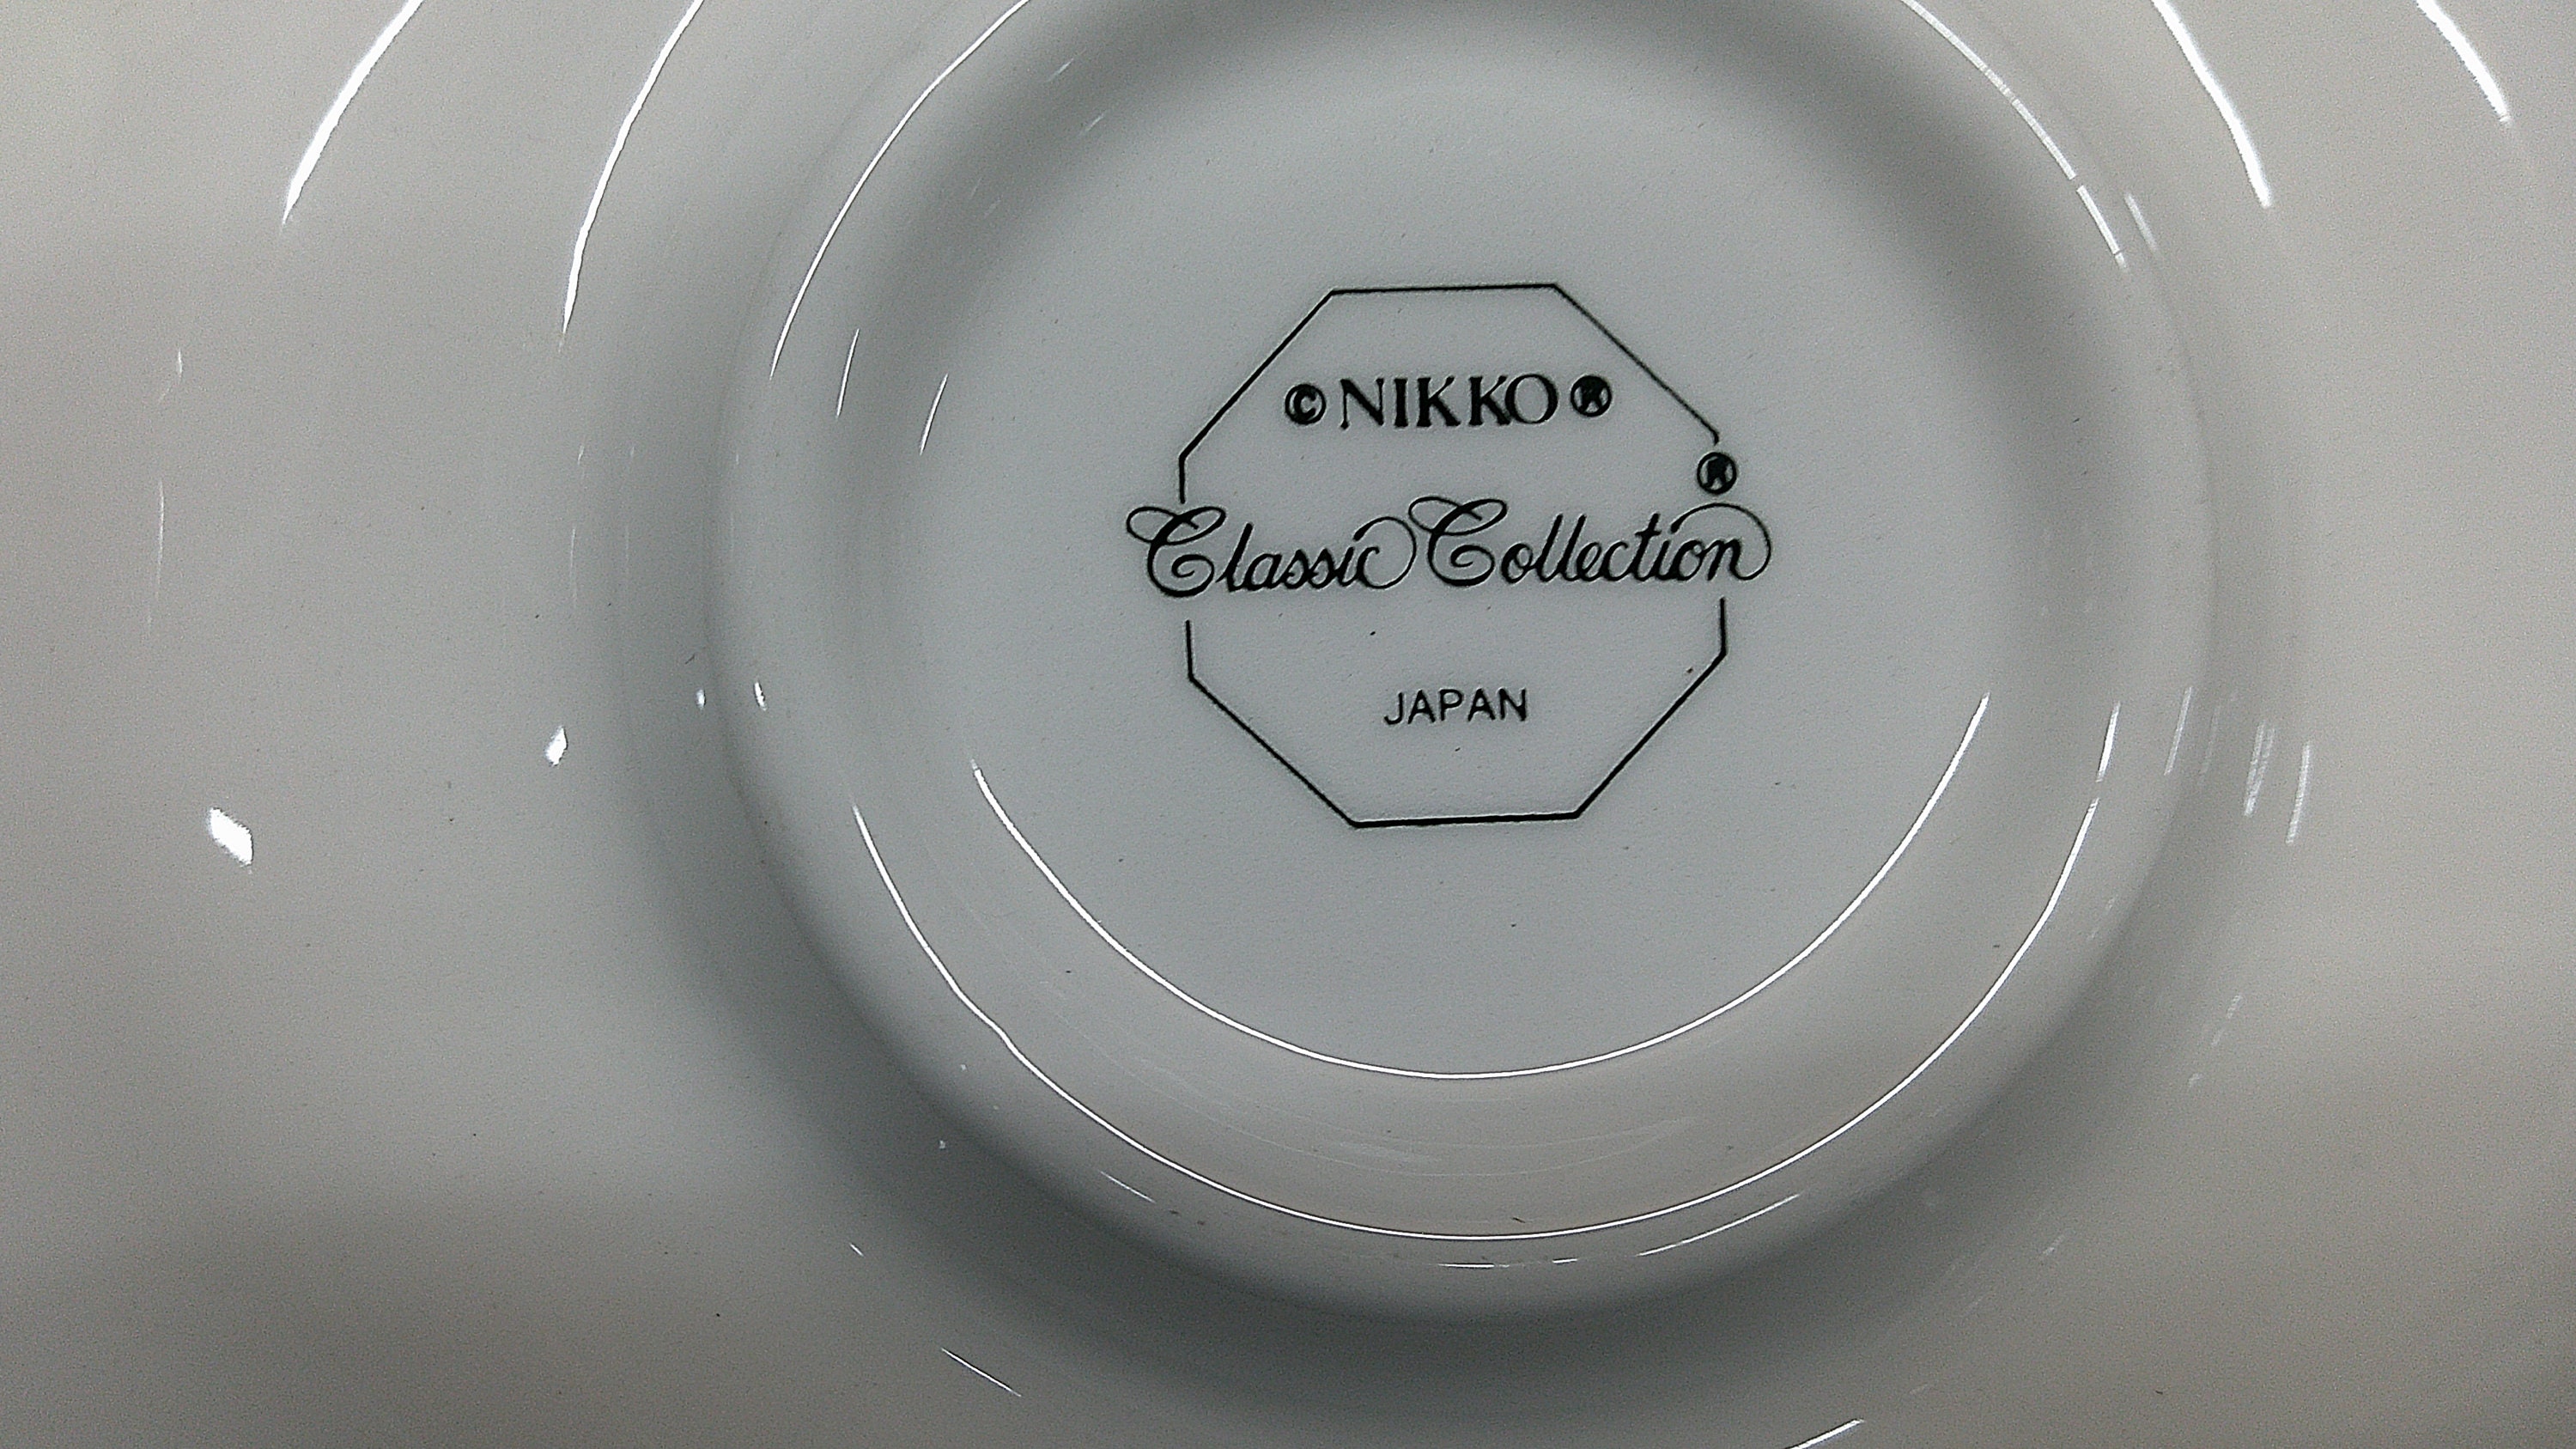 © NIKKO ®
®
Classic Collection
JAPAN